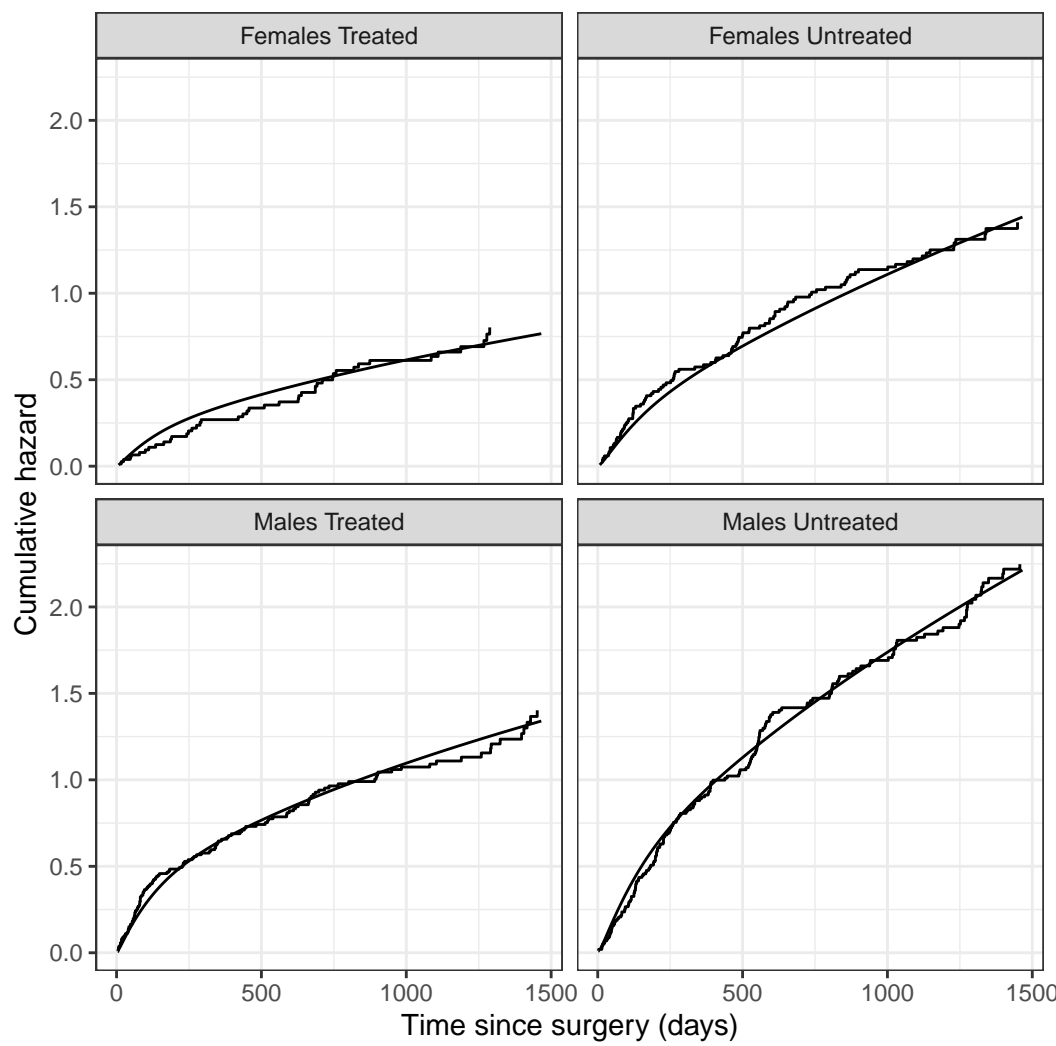 Females Treated
Females Untreated
2.0
1.5
1.0
0.5
0.0
Males Treated
Males Untreated
2.0
1.5
1.0
0.5
0.0
Cumulative hazard
0 500 1000 1500
0 500 1000 1500
Time since surgery (days)